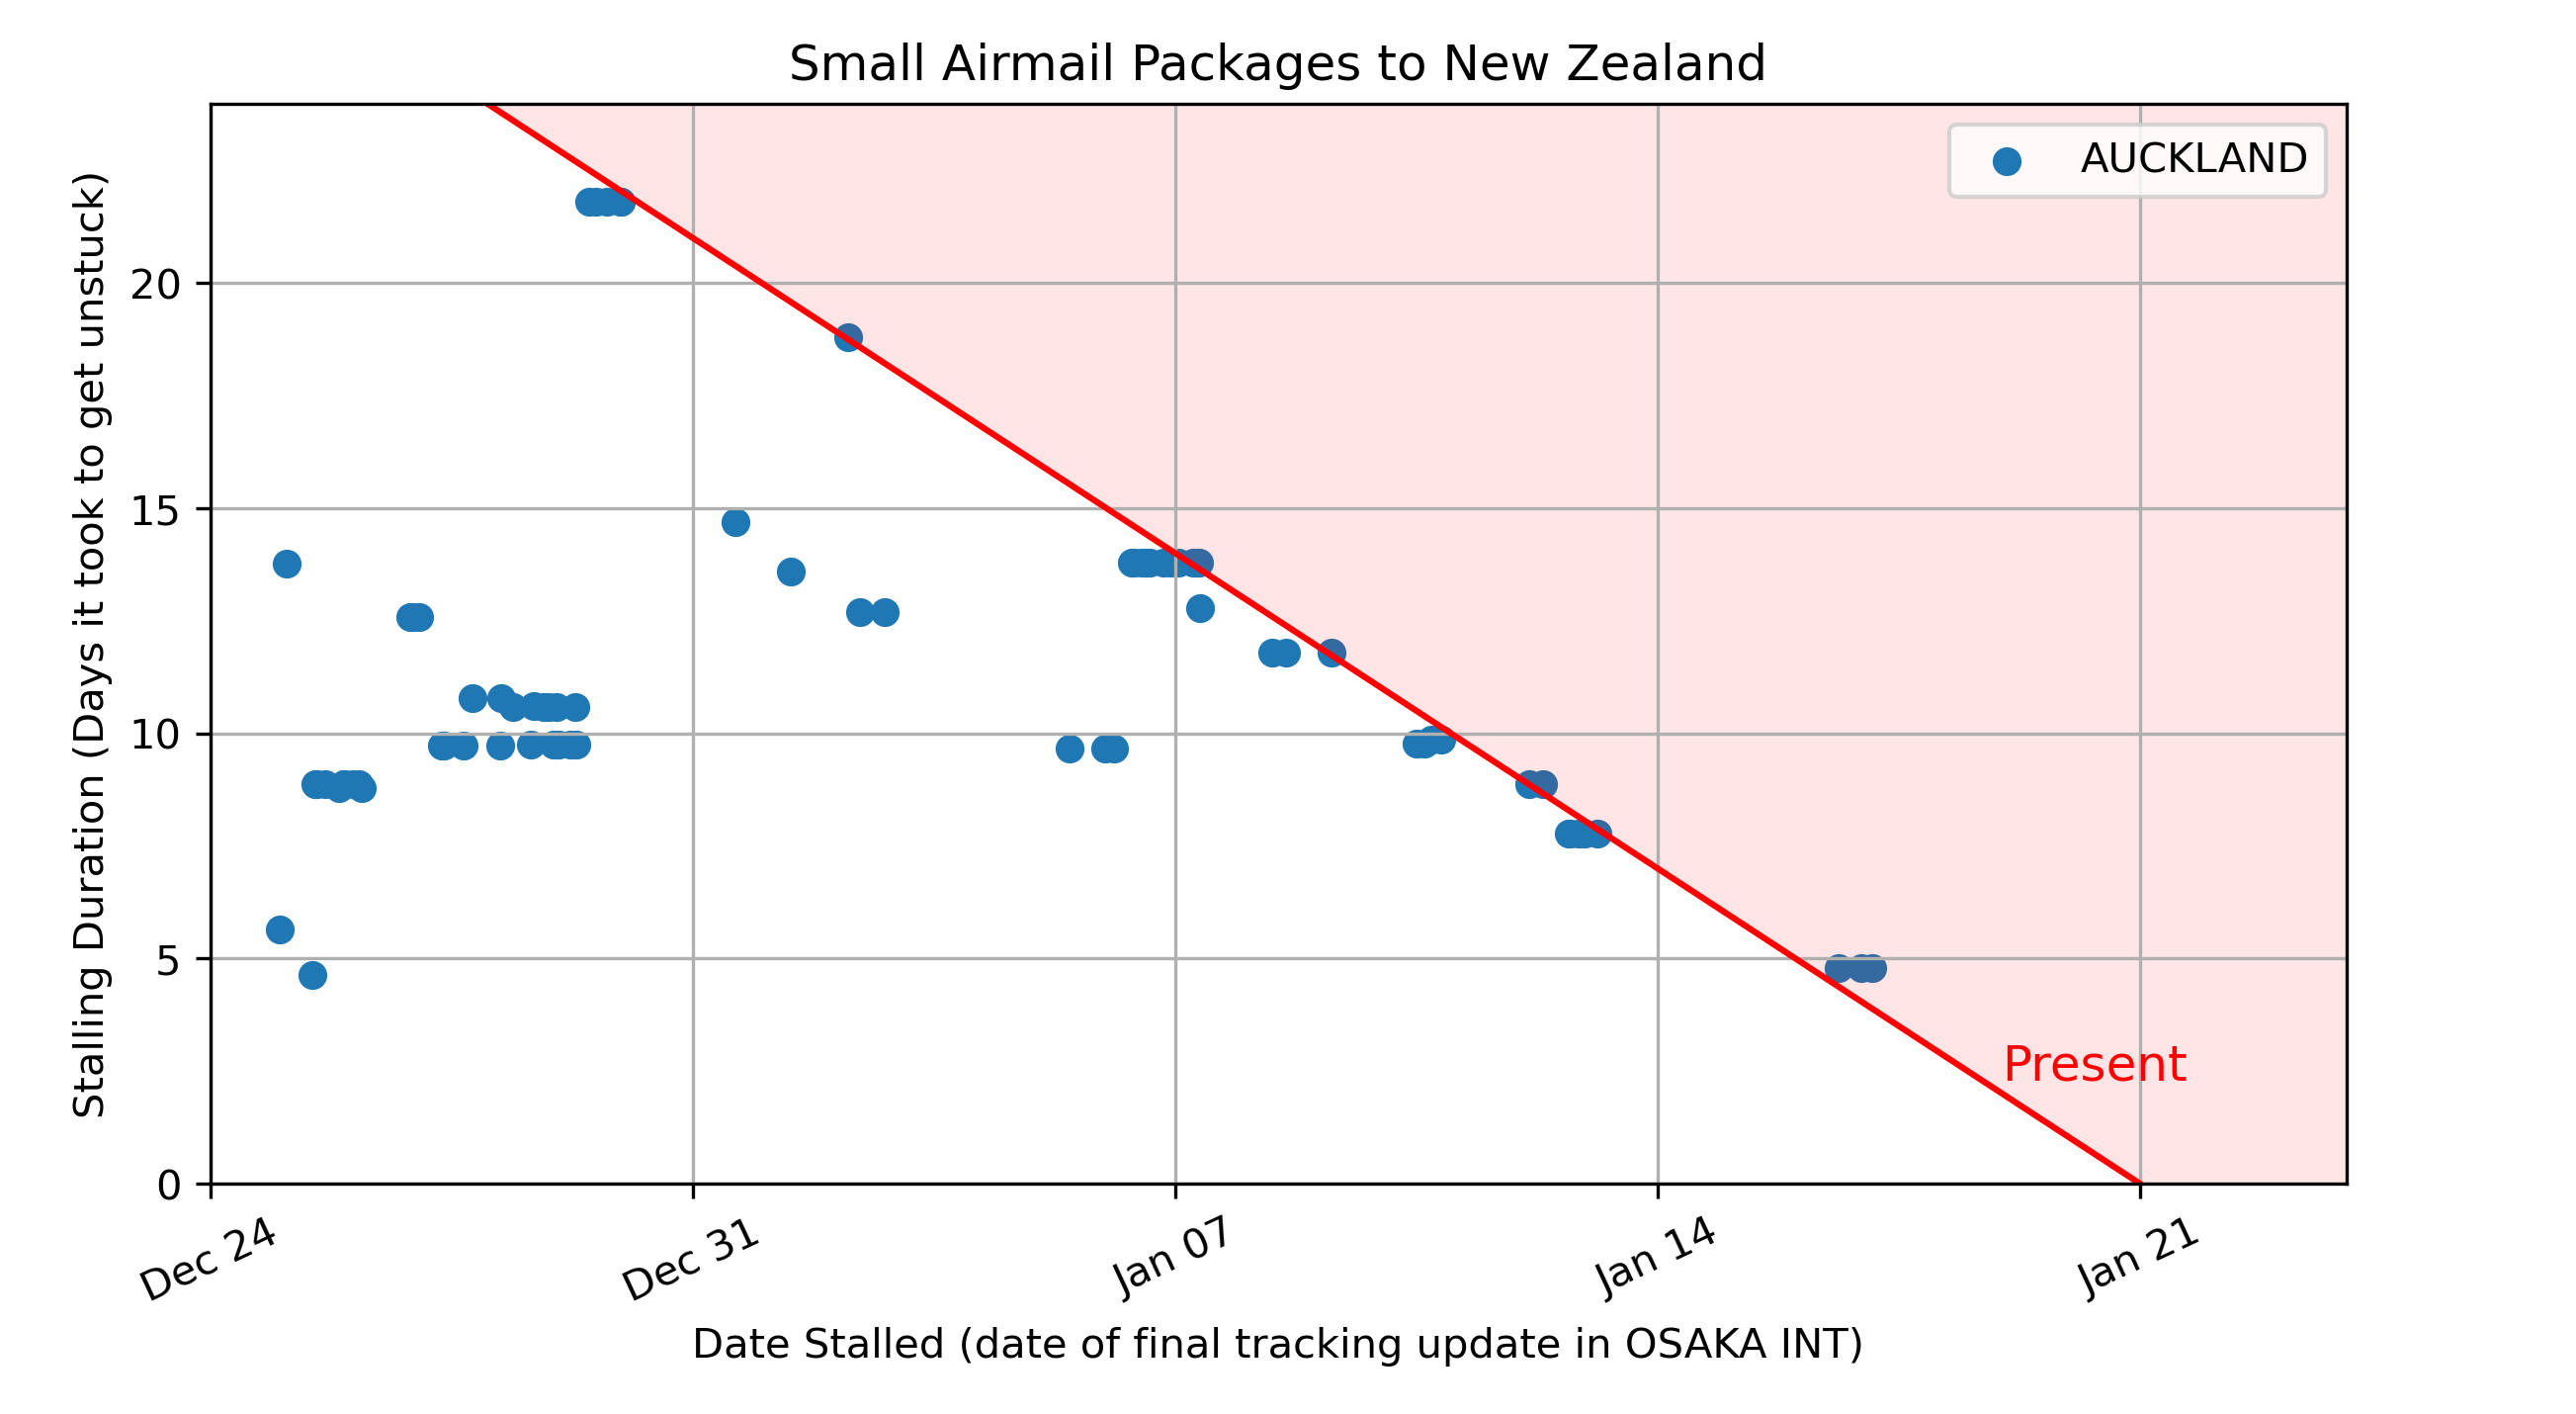 Small Airmail Packages to New Zealand
AUCKLAND
Stalling Duration (Days it took to get unstuck)
20
15
10
5
0
Present
Dec 24
Dec 31
Jan 07
Jan 14
Jan 21
Date Stalled (date of final tracking update in OSAKA INT)